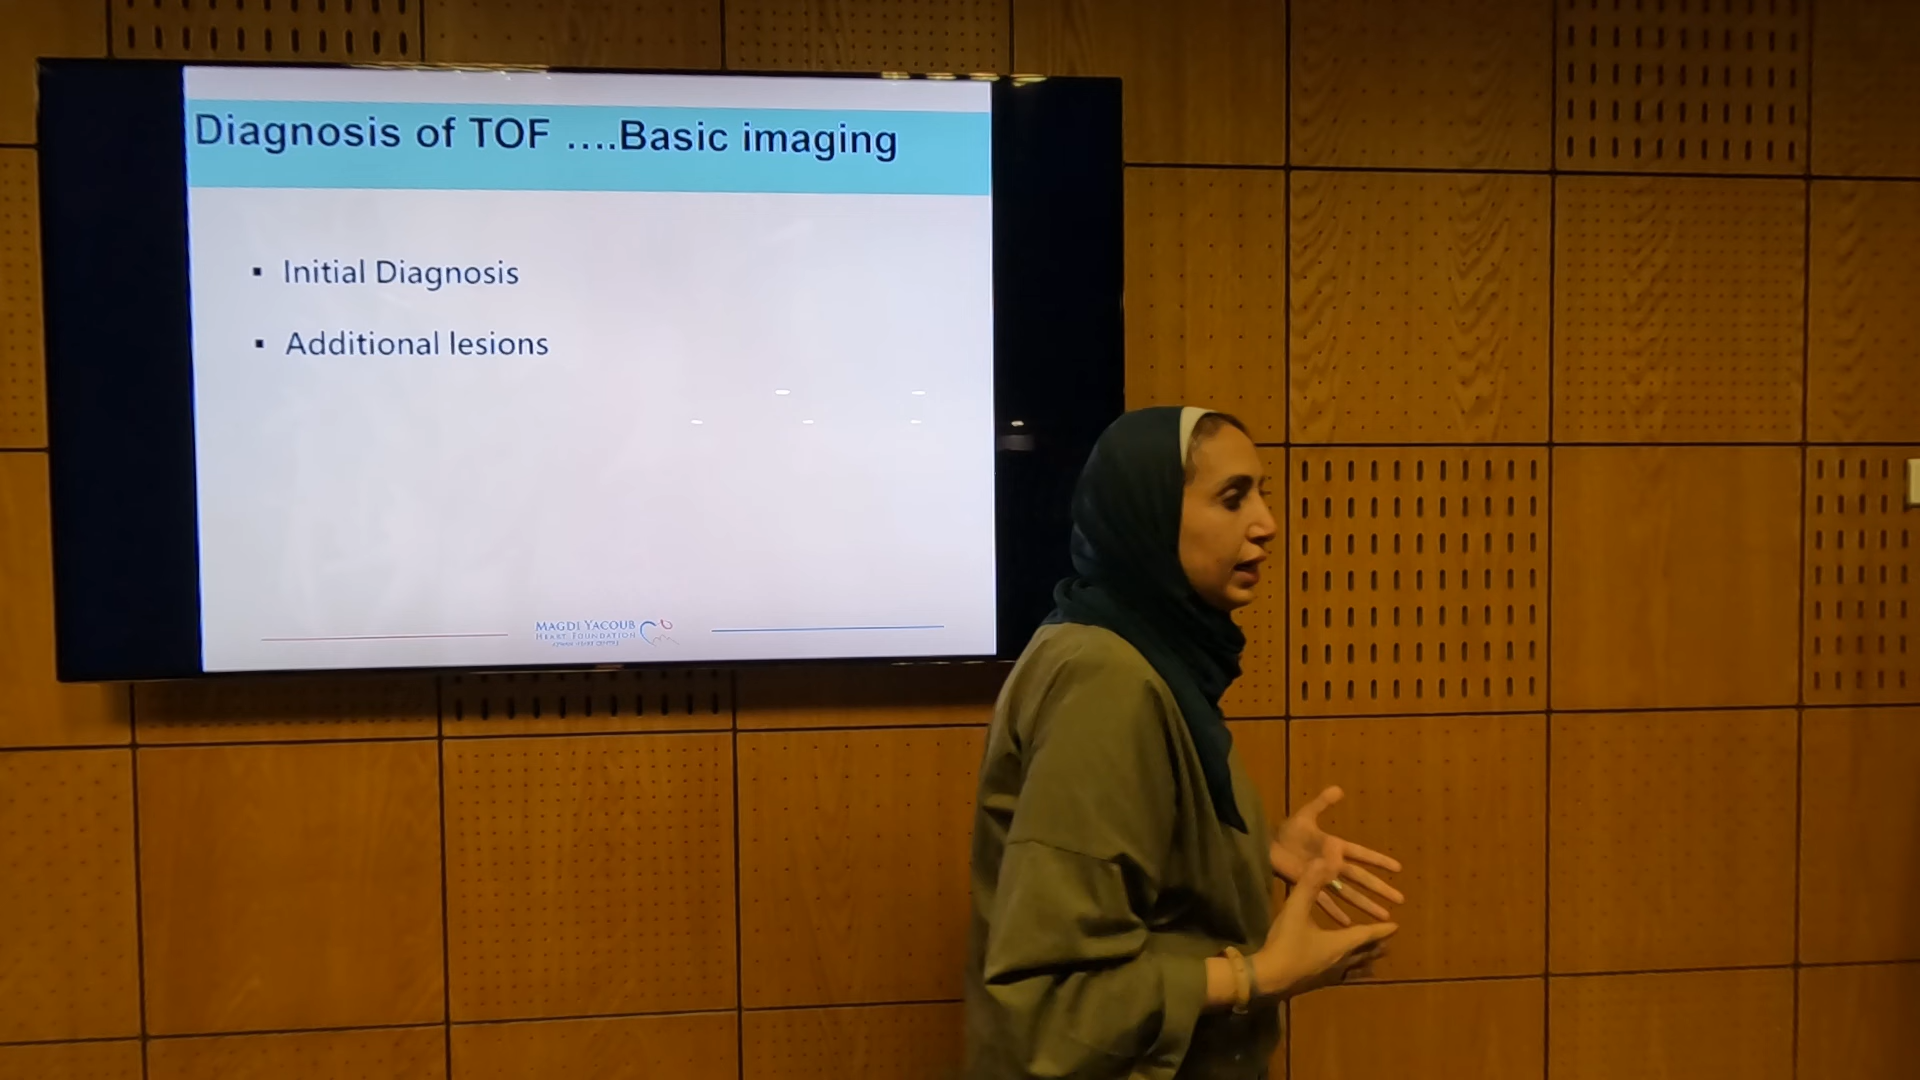 Diagnosis of TOF ....Basic imaging
▪ Initial Diagnosis
▪ Additional lesions
MAGDI YACOUB
HEART FOUNDATION